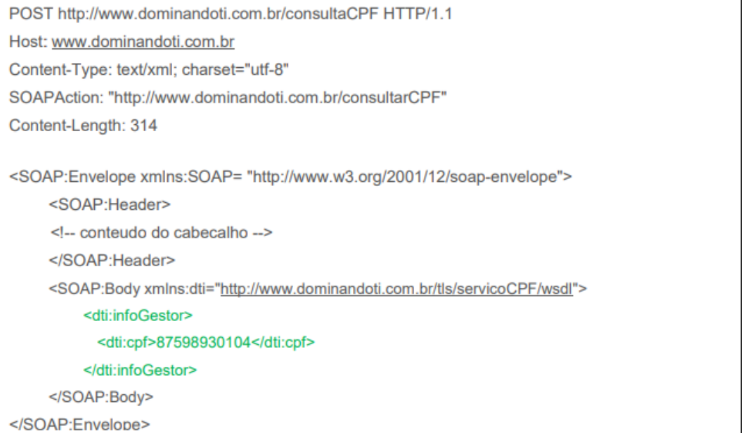 POST http://www.dominandoti.com.br/consultaCPF HTTP/1.1
Host: www.dominandoti.com.br
Content-Type: text/xml; charset="utf-8"
SOAPAction: "http://www.dominandoti.com.br/consultarCPF"
Content-Length: 314
<SOAP:Envelope xmlns:SOAP= "http://www.w3.org/2001/12/soap-envelope">
<SOAP:Header>
<!-- conteudo do cabecalho -->
</SOAP:Header>
<SOAP:Body xmlns:dti="http://www.dominandoti.com.br/tls/servicoCPF/wsdl">
<dti:infoGestor>
<dti:cpf>87598930104</dti:cpf>
</dti:infoGestor>
</SOAP:Body>
</SOAP:Envelope>